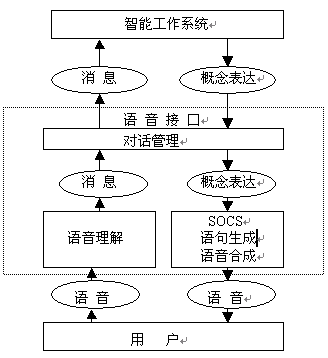 智能工作系统
消 息
概念表达
语 音 接 口
对话管理
消 息
概念表达
语音理解
SOCS
语句生成
语音合成
语 音
语 音
用 户